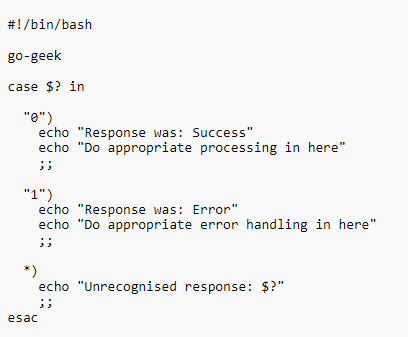 #!/bin/bash
go-geek
case $? in
"0")
echo "Response was: Success"
echo "Do appropriate processing in here"
;;
"1")
echo "Response was: Error"
echo "Do appropriate error handling in here"
;;
*)
echo "Unrecognised response: $?"
;;
esac